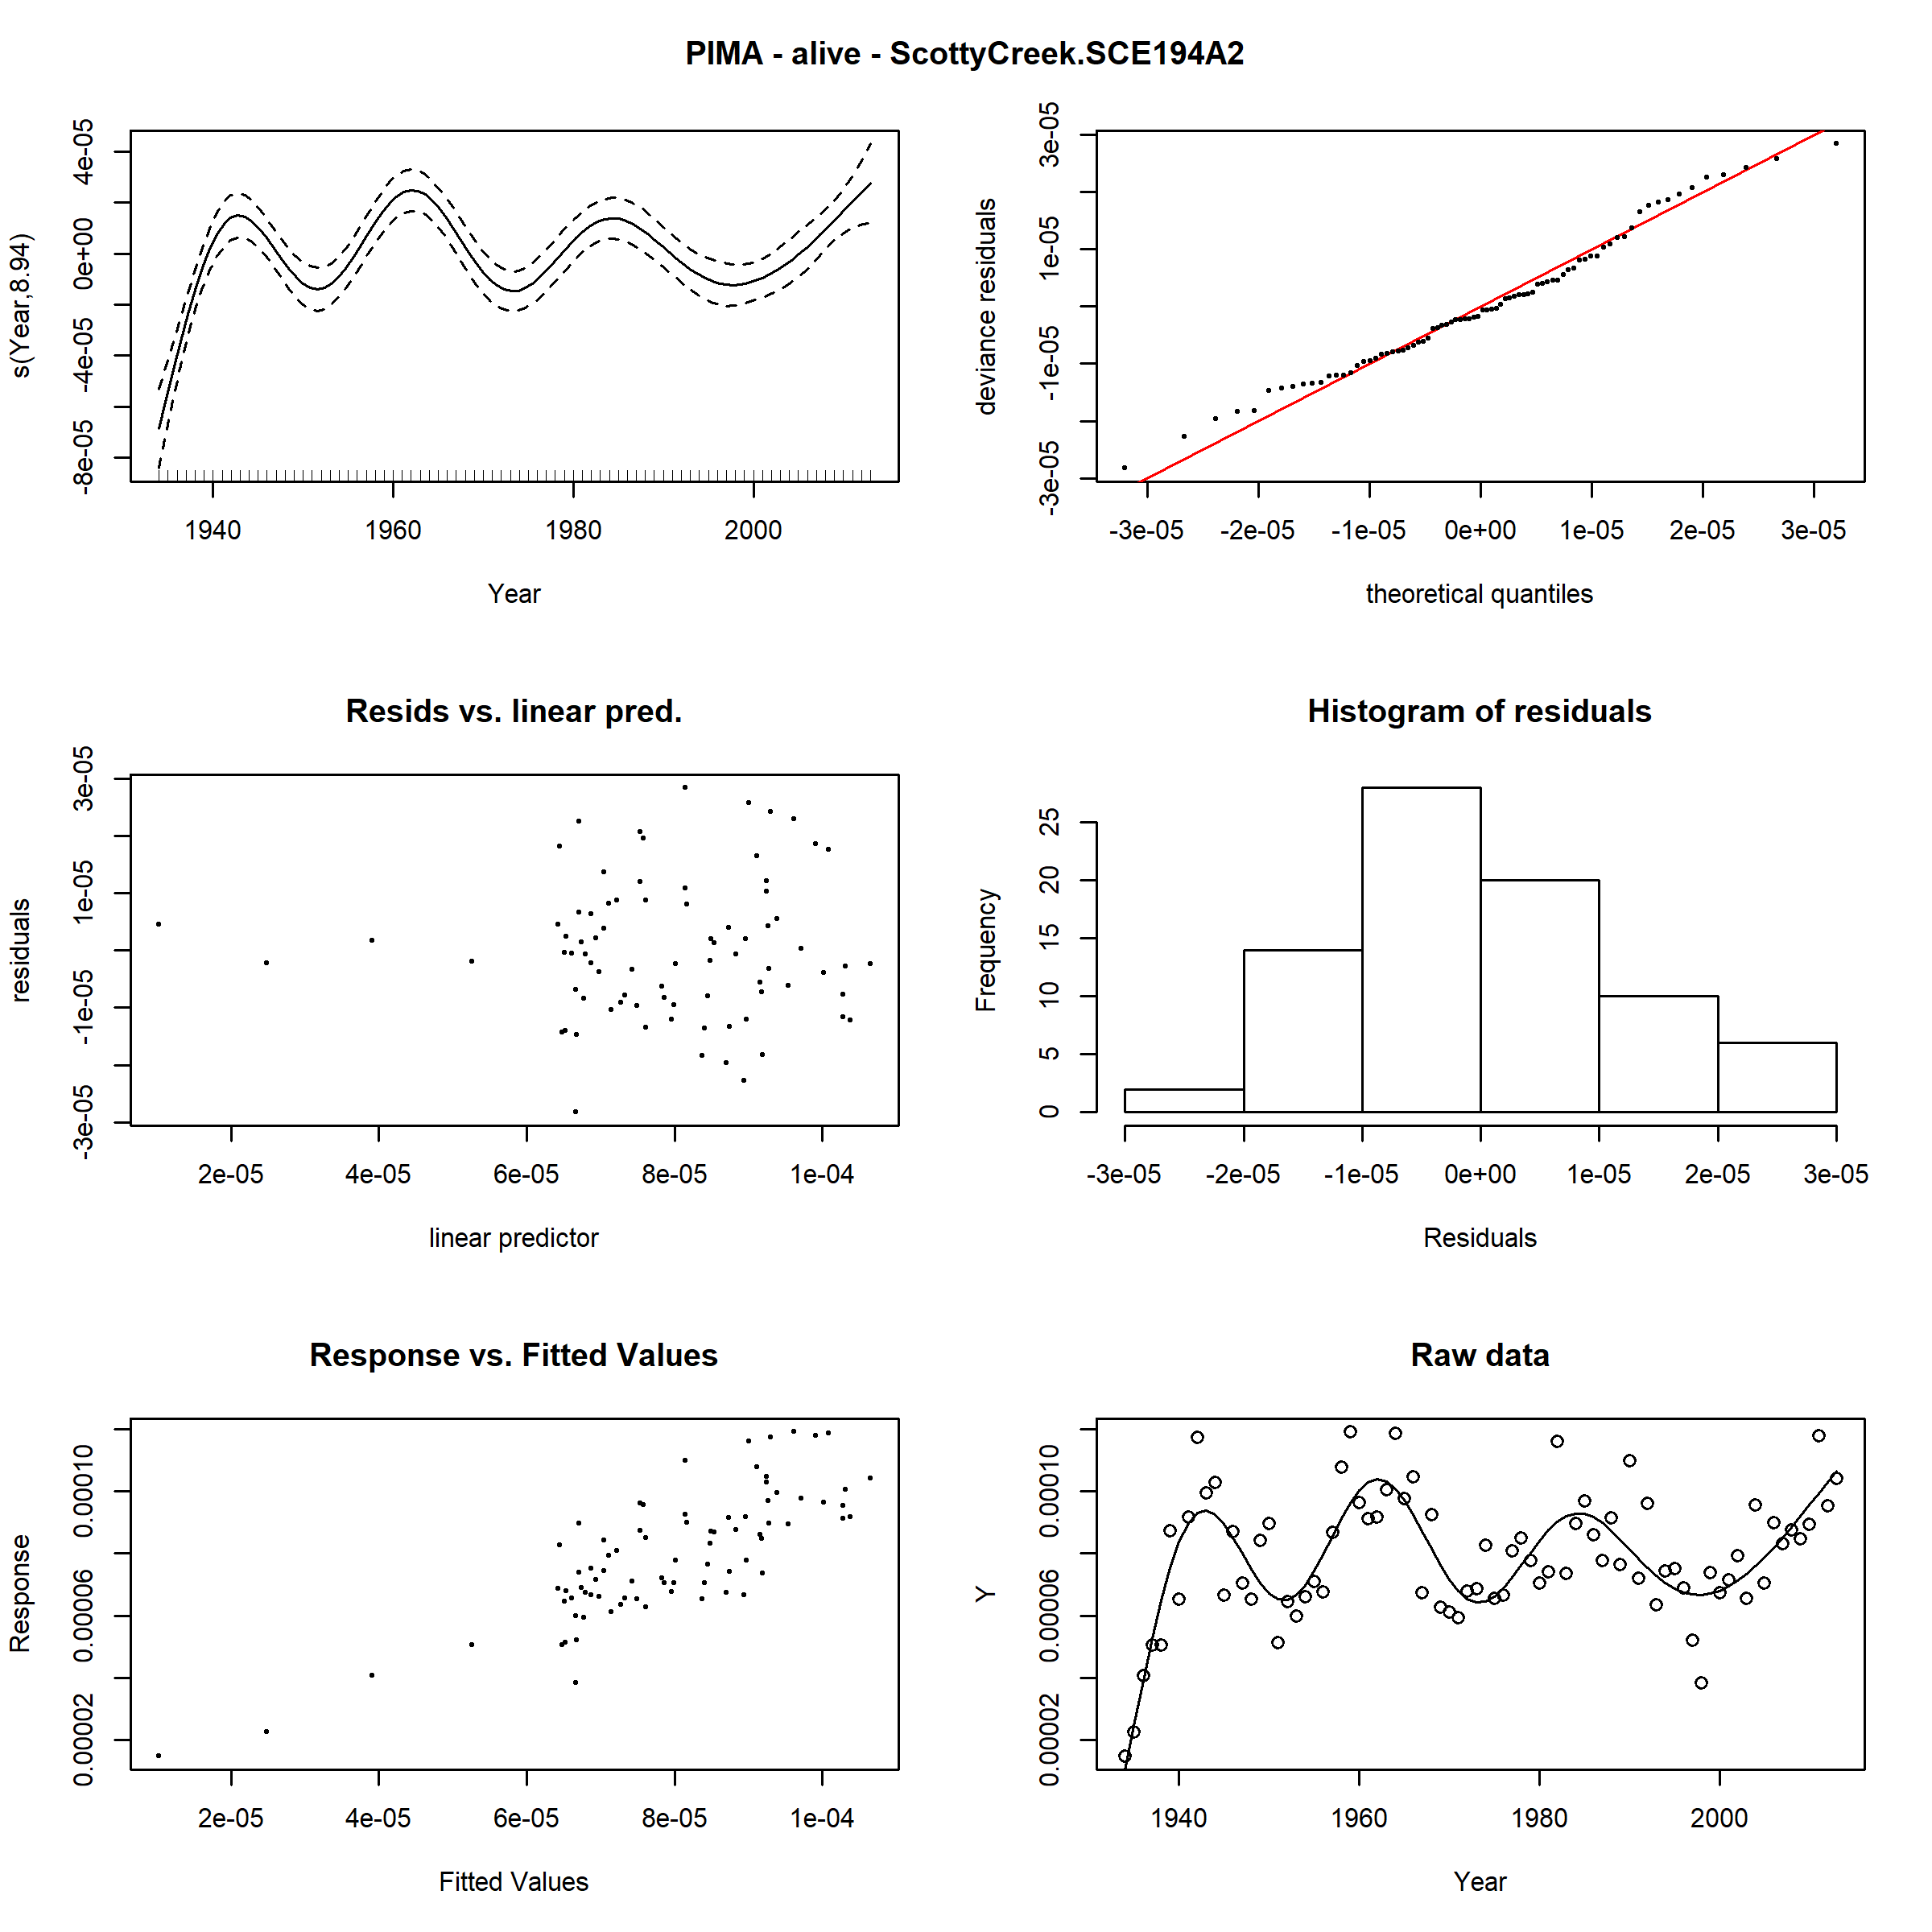 PIMA - alive - ScottyCreek.SCE194A2
s(Year,8.94)
-8e-05 -4e-05 0e+00 4e-05
1940 1960 1980 2000
Year
deviance residuals
-3e-05 -1e-05 1e-05 3e-05
-3e-05 -2e-05 -1e-05 0e+00 1e-05 2e-05 3e-05
theoretical quantiles
Resids vs. linear pred.
residuals
-3e-05 -1e-05 1e-05 3e-05
2e-05 4e-05 6e-05 8e-05 1e-04
linear predictor
Histogram of residuals
Frequency
0 5 10 15 20 25
-3e-05 -2e-05 -1e-05 0e+00 1e-05 2e-05 3e-05
Residuals
Response vs. Fitted Values
Response
0.00002 0.00006 0.00010
2e-05 4e-05 6e-05 8e-05 1e-04
Fitted Values
Raw data
Y
0.00002 0.00006 0.00010
1940 1960 1980 2000
Year